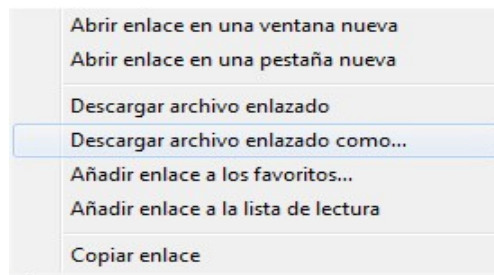 Abrir enlace en una ventana nueva
Abrir enlace en una pestaña nueva
Descargar archivo enlazado
Descargar archivo enlazado como...
Añadir enlace a los favoritos...
Añadir enlace a la lista de lectura
Copiar enlace